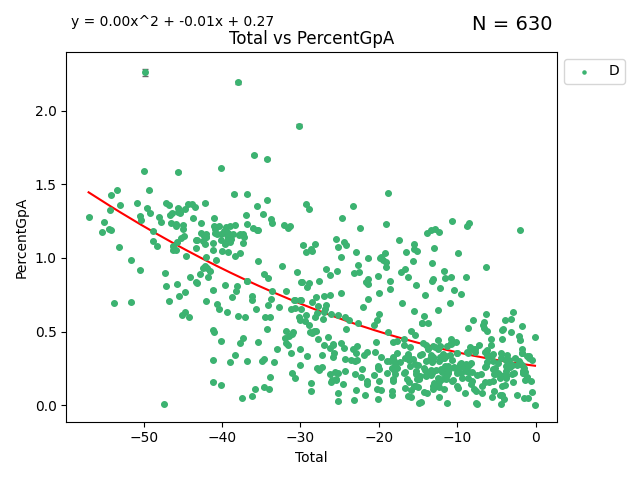 y = 0.00x^2 + -0.01x + 0.27
N = 630
Total vs PercentGpA
D
PercentGpA
2.0
1.5
1.0
0.5
0.0
−50
−40
−30
−20
−10
0
Total